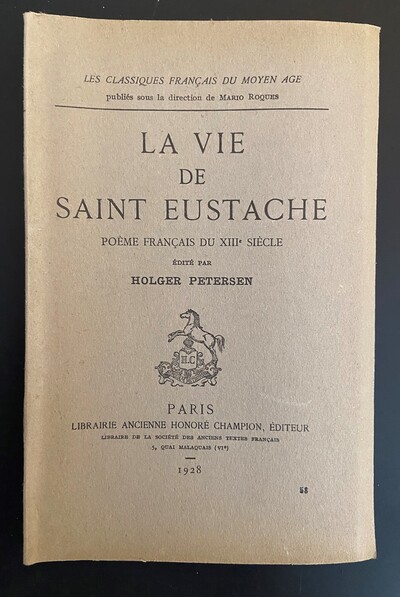 LES CLASSIQUES FRANÇAIS DU MOYEN AGE
publiés sous la direction de MARIO ROQUES
LA VIE
DE
SAINT EUSTACHE
POÈME FRANÇAIS DU XIIIᵉ SIÈCLE
ÉDITÉ PAR
HOLGER PETERSEN
H.C
PARIS
LIBRAIRIE ANCIENNE HONORÉ CHAMPION, ÉDITEUR
LIBRAIRE DE LA SOCIÉTÉ DES ANCIENS TEXTES FRANÇAIS
5, QUAI MALAQUAIS (VIᵉ)
1928
58